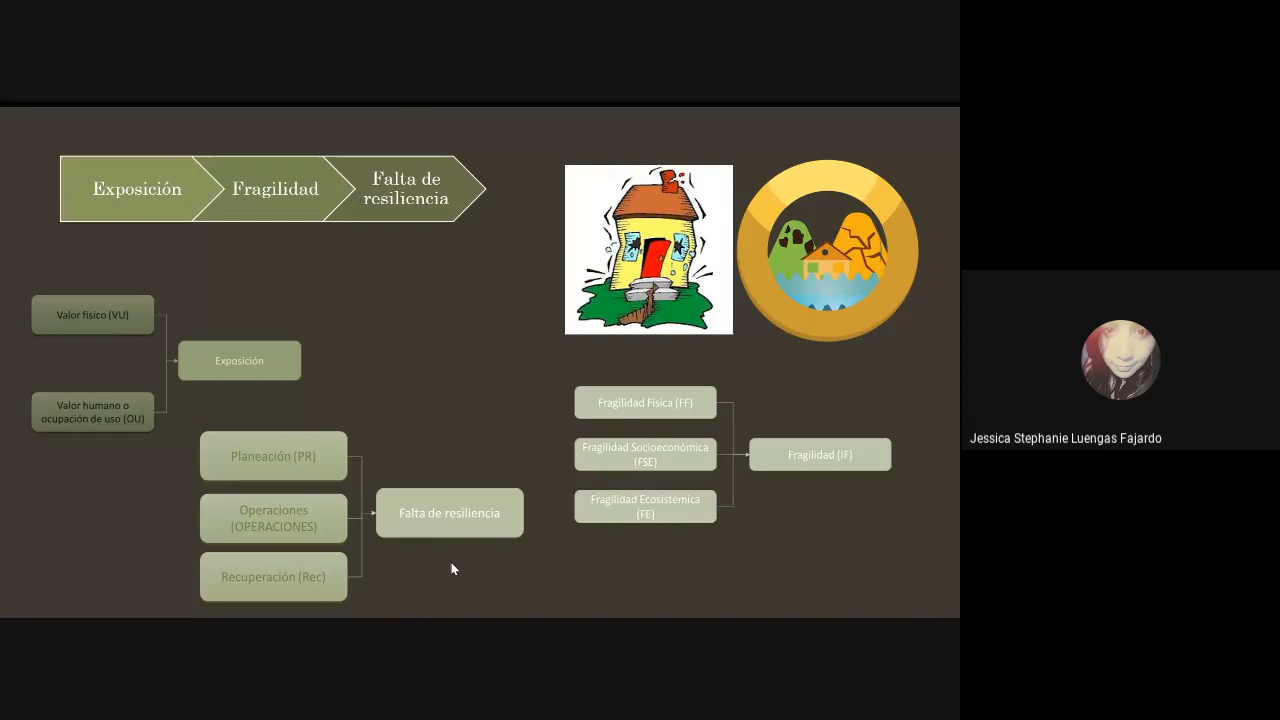 Exposición
Fragilidad
Falta de
resiliencia
Valor físico (VU)
Valor humano o
ocupación de uso (OU)
Exposición
Planeación (PR)
Operaciones
(OPERACIONES)
Recuperación (Rec)
Falta de resiliencia
Fragilidad Física (FF)
Fragilidad Socioeconómica
(FSE)
Fragilidad Ecosistemica
(FE)
Fragilidad (IF)
Jessica Stephanie Luengas Fajardo